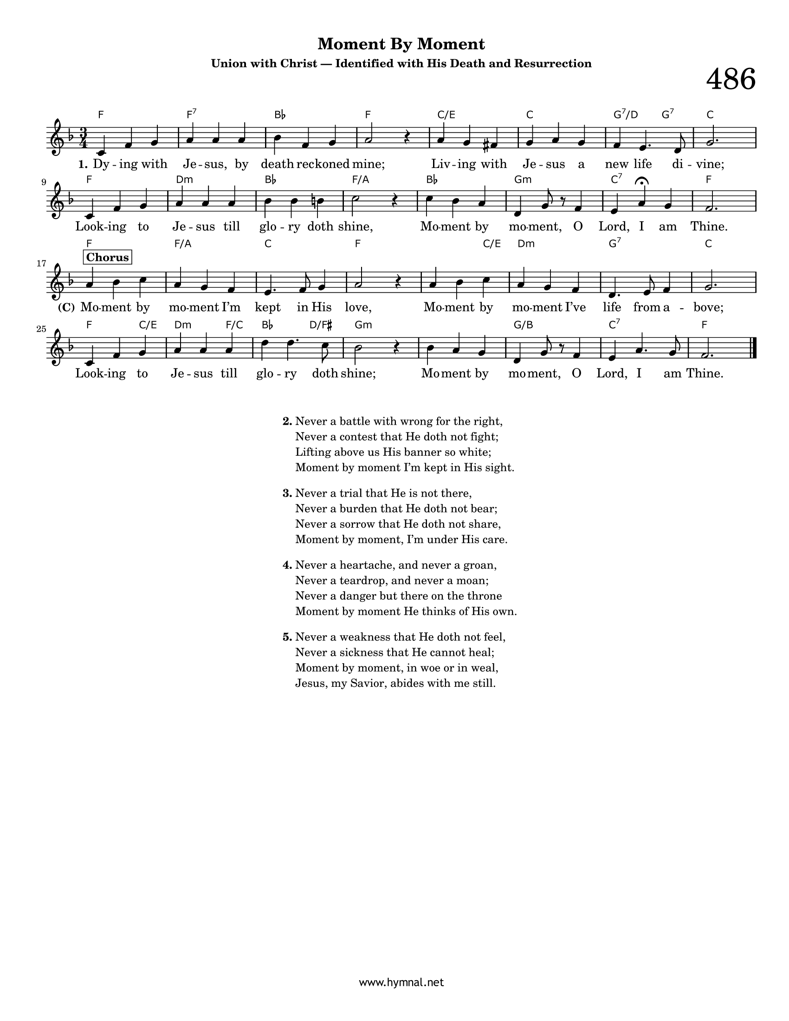 Moment By Moment
Union with Christ — Identified with His Death and Resurrection
486
F F7 B♭ F C/E C G7/D G7 C
3
4
1. Dy - ing with Je - sus, by death reckoned mine; Liv - ing with Je - sus a new life di - vine;
9
F Dm B♭ F/A B♭ Gm C7 F
Look-ing to Je - sus till glo - ry doth shine, Mo-ment by mo-ment, O Lord, I am Thine.
17
F F/A C F C/E Dm G7 C
Chorus
(C) Mo-ment by mo-ment I'm kept in His love, Mo-ment by mo-ment I've life from a - bove;
25
F C/E Dm F/C B♭ D/F♯ Gm G/B C7 F
Look-ing to Je - sus till glo - ry doth shine; Mo-ment by mo-ment, O Lord, I am Thine.
2. Never a battle with wrong for the right,
Never a contest that He doth not fight;
Lifting above us His banner so white;
Moment by moment I'm kept in His sight.
3. Never a trial that He is not there,
Never a burden that He doth not bear;
Never a sorrow that He doth not share,
Moment by moment, I'm under His care.
4. Never a heartache, and never a groan,
Never a teardrop, and never a moan;
Never a danger but there on the throne
Moment by moment He thinks of His own.
5. Never a weakness that He doth not feel,
Never a sickness that He cannot heal;
Moment by moment, in woe or in weal,
Jesus, my Savior, abides with me still.
www.hymnal.net